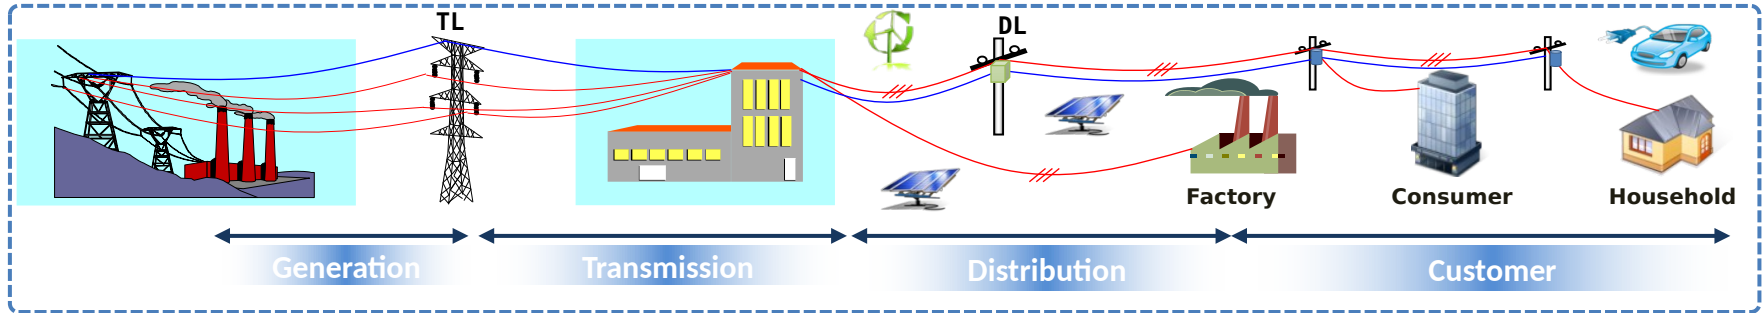 TL
DL
Factory
Consumer
Household
Generation
Transmission
Distribution
Customer